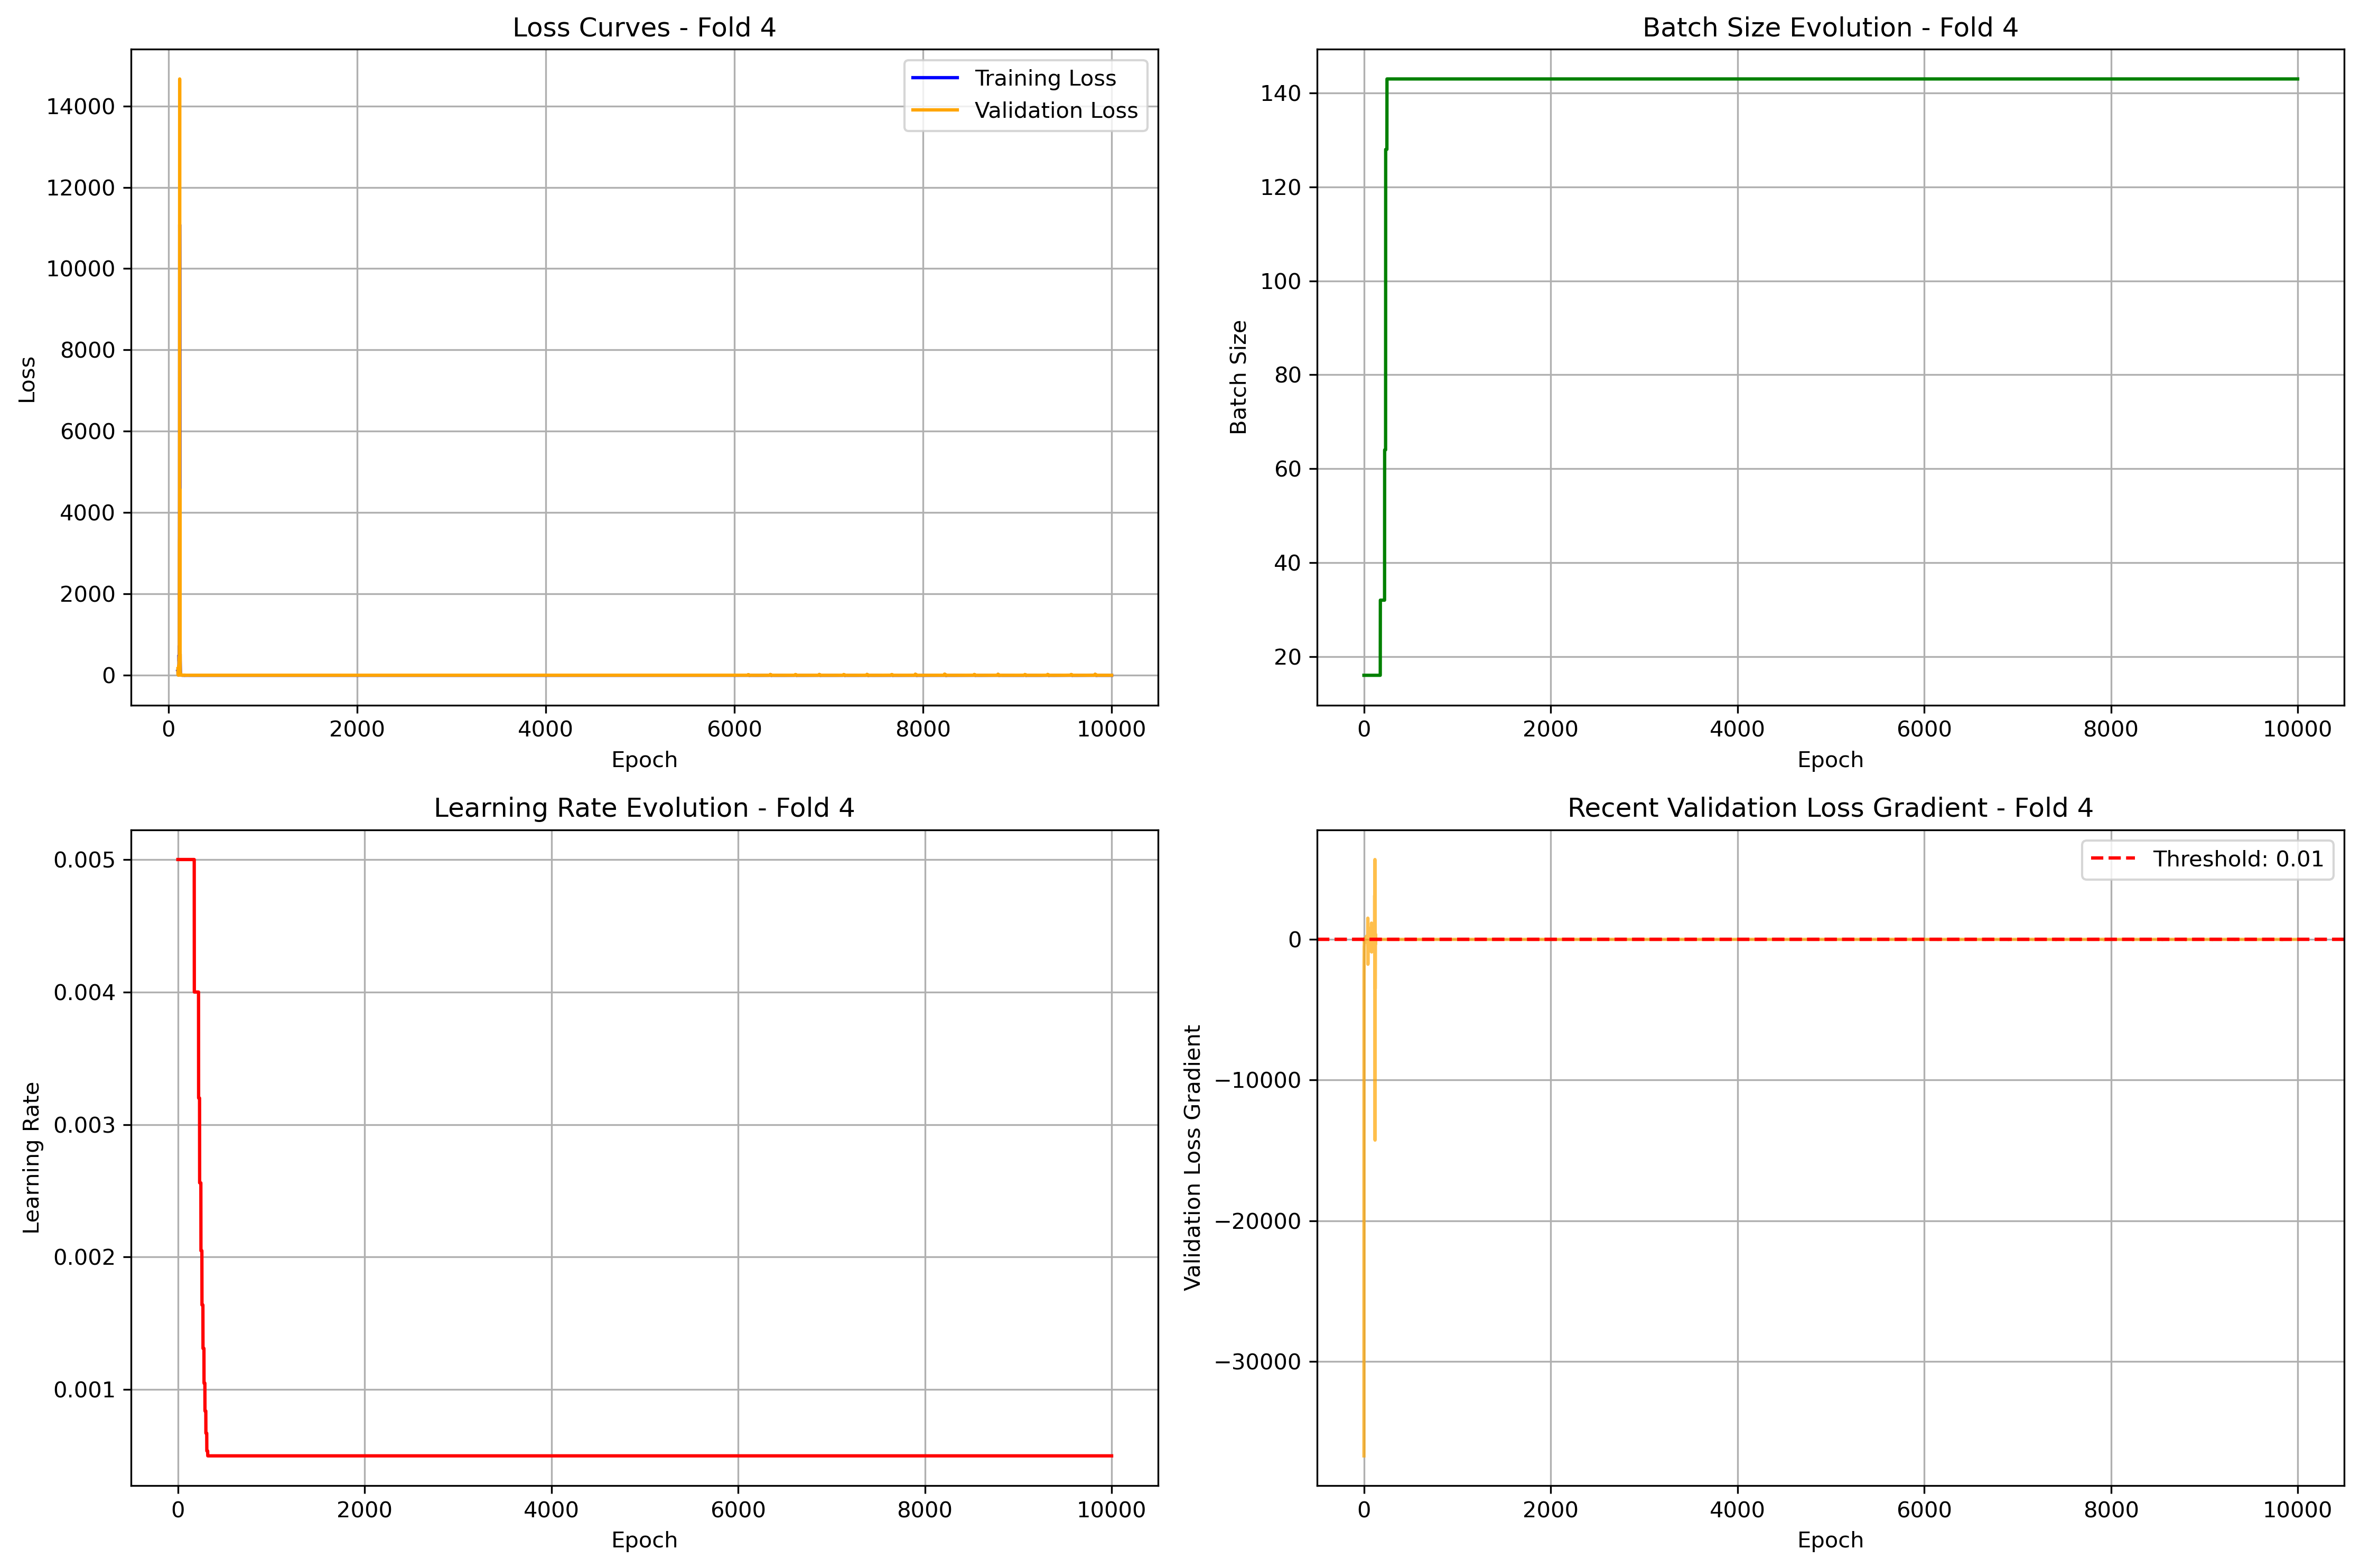 Loss Curves - Fold 4
Training Loss
Validation Loss
14000
12000
10000
8000
6000
4000
2000
0
Loss
0 2000 4000 6000 8000 10000
Epoch
Batch Size Evolution - Fold 4
140
120
100
80
60
40
20
Batch Size
0 2000 4000 6000 8000 10000
Epoch
Learning Rate Evolution - Fold 4
0.005
0.004
0.003
0.002
0.001
Learning Rate
0 2000 4000 6000 8000 10000
Epoch
Recent Validation Loss Gradient - Fold 4
Threshold: 0.01
0
−10000
−20000
−30000
Validation Loss Gradient
0 2000 4000 6000 8000 10000
Epoch